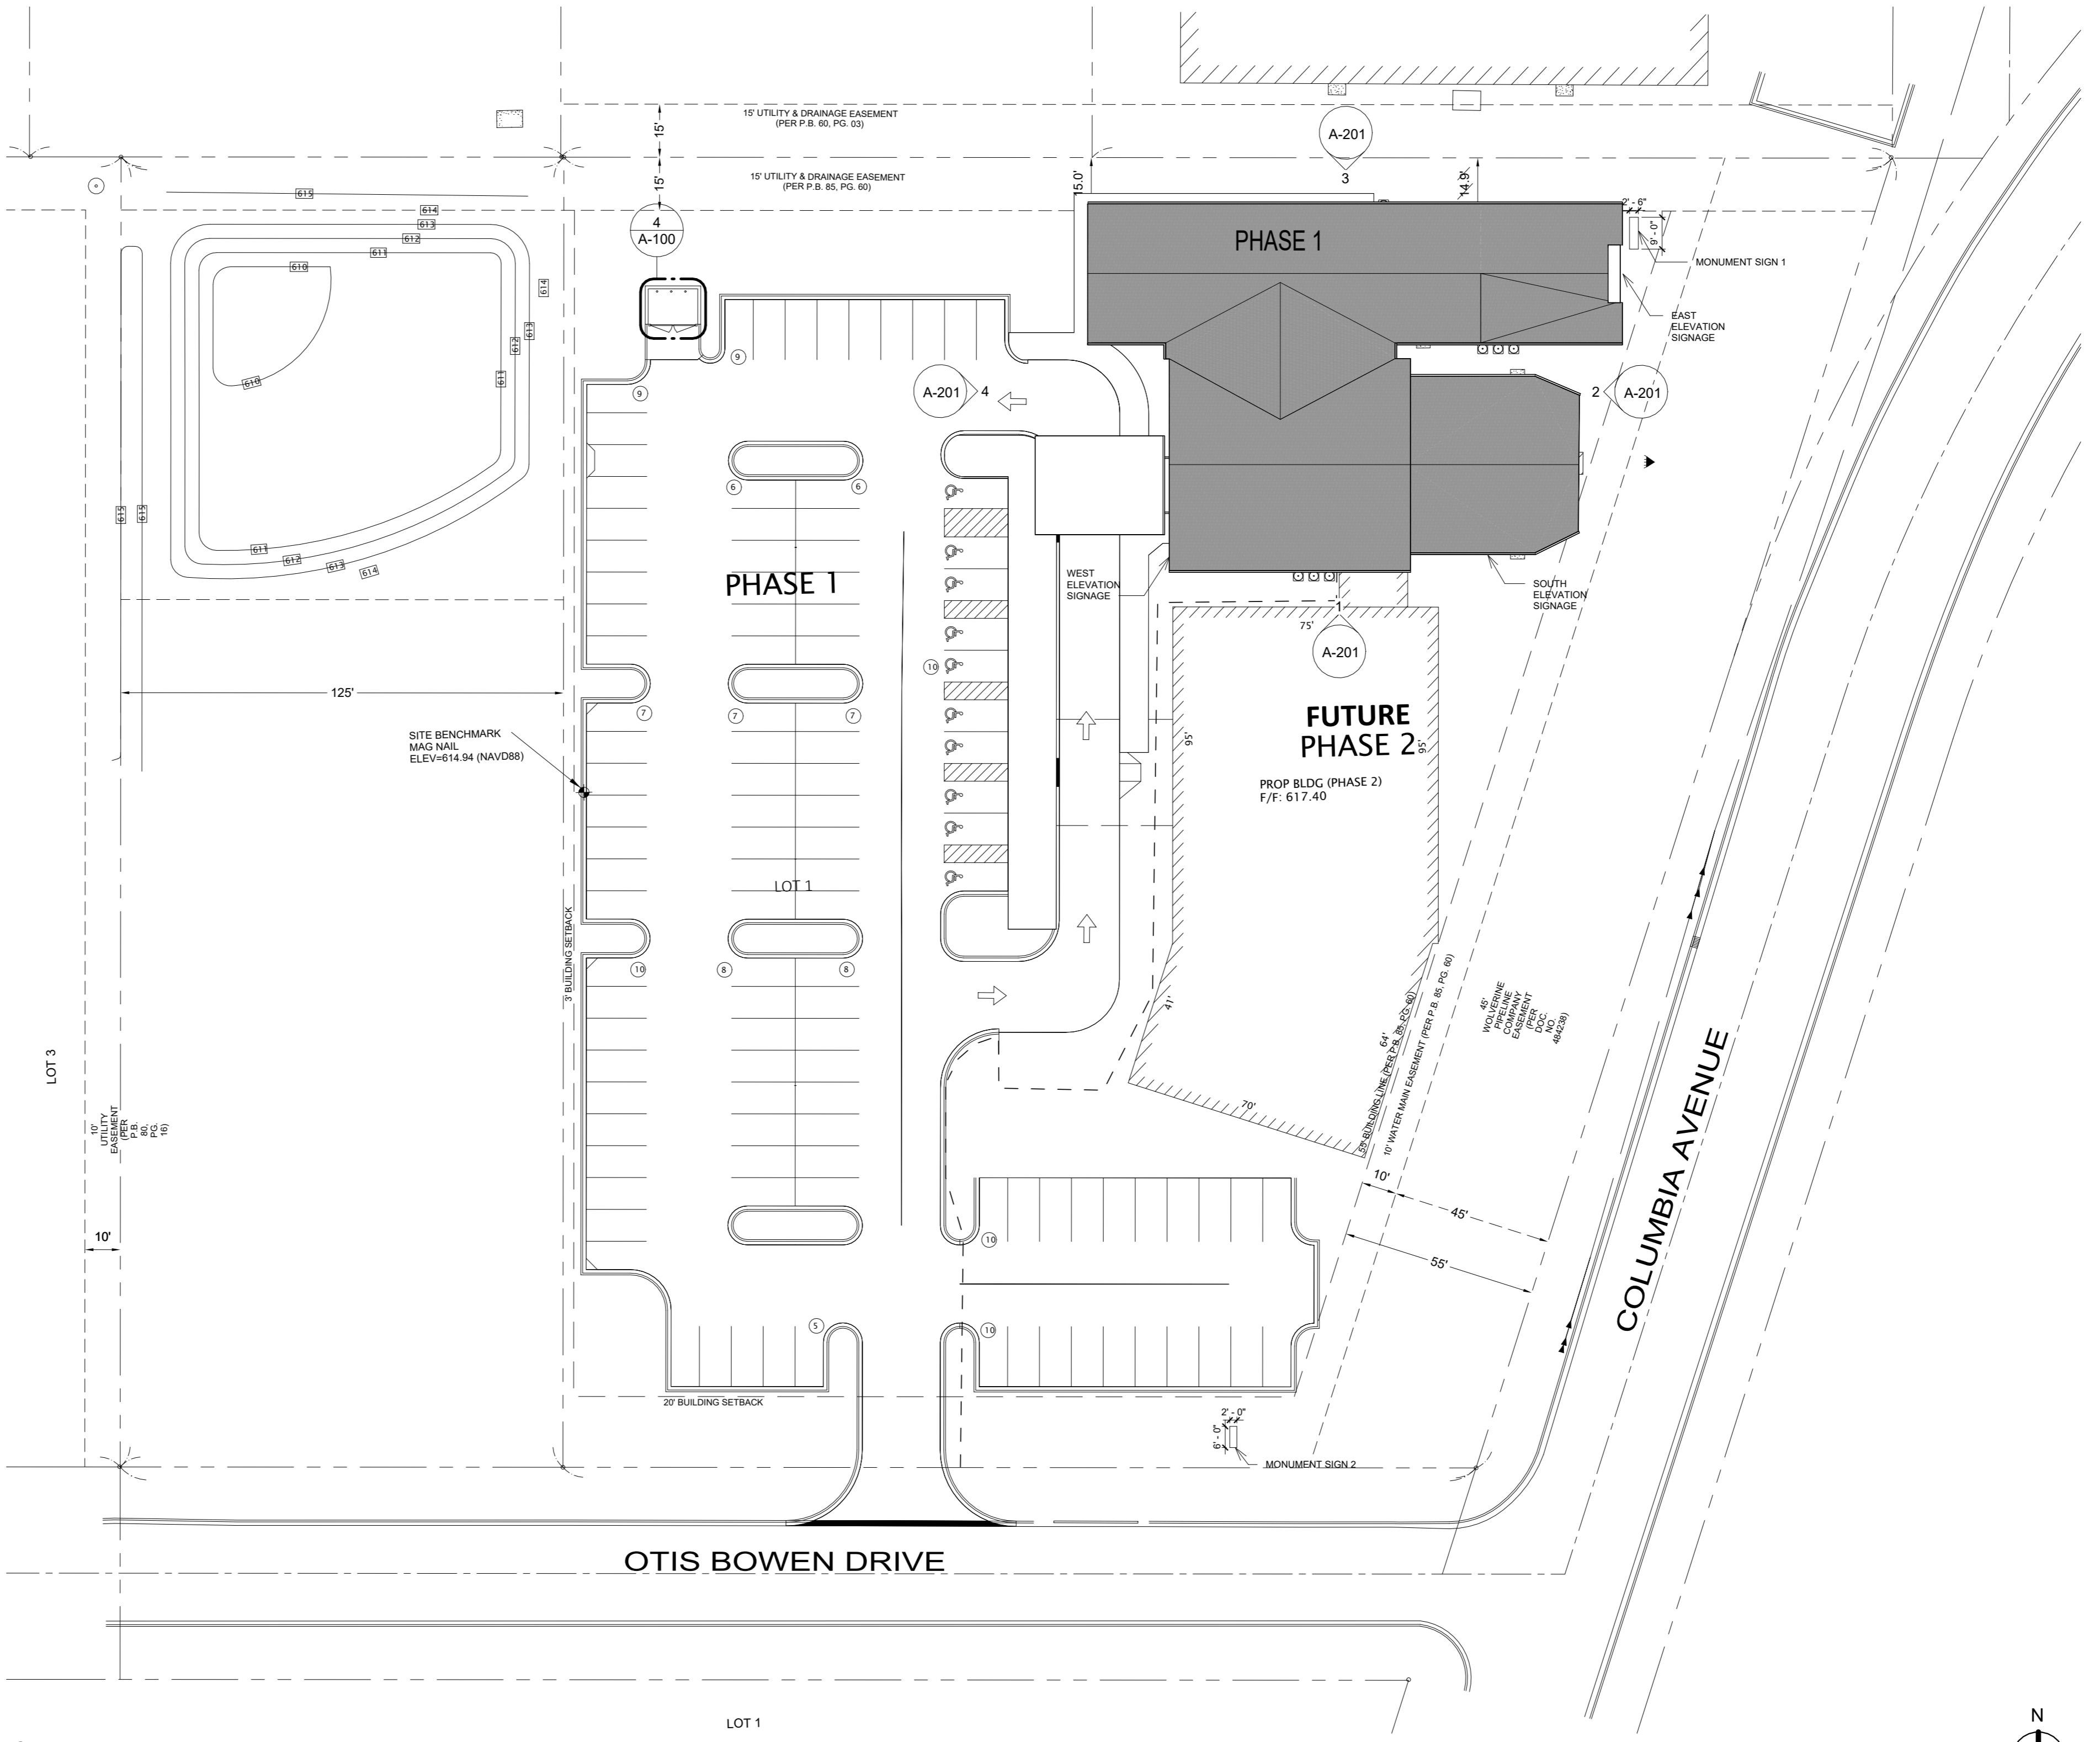 15' UTILITY & DRAINAGE EASEMENT
(PER P.B. 60, PG. 03)
15'
A-201
3
15' UTILITY & DRAINAGE EASEMENT
(PER P.B. 85, PG. 60)
15'
15.0'
14.9'
615
614
613
612
611
610
4
A-100
614
613
612
611
610
PHASE 1
2' - 6"
9' - 0"
MONUMENT SIGN 1
EAST
ELEVATION
SIGNAGE
9
9
A-201
4
2
A-201
6
6
615
615
611
612
613
614
PHASE 1
WEST
ELEVATION
SIGNAGE
SOUTH
ELEVATION
SIGNAGE
1
75'
A-201
10
125'
7
7
7
SITE BENCHMARK
MAG NAIL
ELEV=614.94 (NAVD88)
FUTURE
PHASE 2
95'
95'
PROP BLDG (PHASE 2)
F/F: 617.40
LOT 1
3' BUILDING SETBACK
10
8
8
41'
64'
55' BUILDING LINE (PER P.B. 85, PG. 60)
10' WATER MAIN EASEMENT (PER P.B. 85, PG. 60)
45'
WOLVERINE
PIPELINE
COMPANY
EASEMENT
(PER
DOC.
NO.
484238)
LOT 3
10'
UTILITY
EASEMENT
(PER
P.B.
80,
PG.
16)
70'
COLUMBIA AVENUE
10'
45'
55'
10'
10
5
10
20' BUILDING SETBACK
2' - 0"
6' - 0"
MONUMENT SIGN 2
OTIS BOWEN DRIVE
LOT 1
N